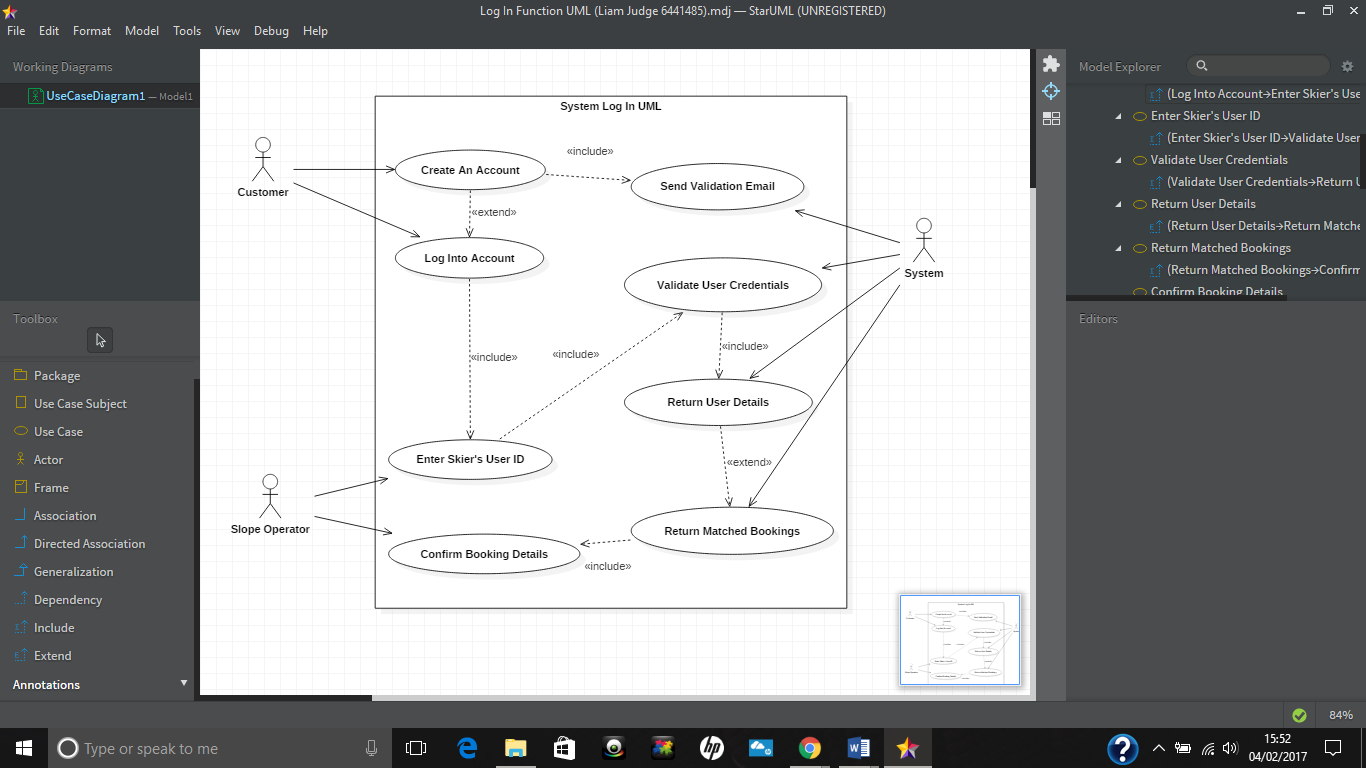 Log In Function UML (Liam Judge 6441485).mdj — StarUML (UNREGISTERED)
File Edit Format Model Tools View Debug Help
Working Diagrams
UseCaseDiagram1 — Model1
Toolbox
Package
Use Case Subject
Use Case
Actor
Frame
Association
Directed Association
Generalization
Dependency
Include
Extend
Annotations
System Log In UML
Customer
Create An Account
«include»
Send Validation Email
«extend»
Log Into Account
System
Validate User Credentials
«include»
«include»
«include»
Return User Details
«extend»
Enter Skier's User ID
Slope Operator
Return Matched Bookings
Confirm Booking Details
«include»
Model Explorer
(Log Into Account→Enter Skier's Use
Enter Skier's User ID
(Enter Skier's User ID→Validate User
Validate User Credentials
(Validate User Credentials→Return U
Return User Details
(Return User Details→Return Matche
Return Matched Bookings
(Return Matched Bookings→Confirm
Confirm Booking Details
Editors
84%
Type or speak to me
15:52
04/02/2017